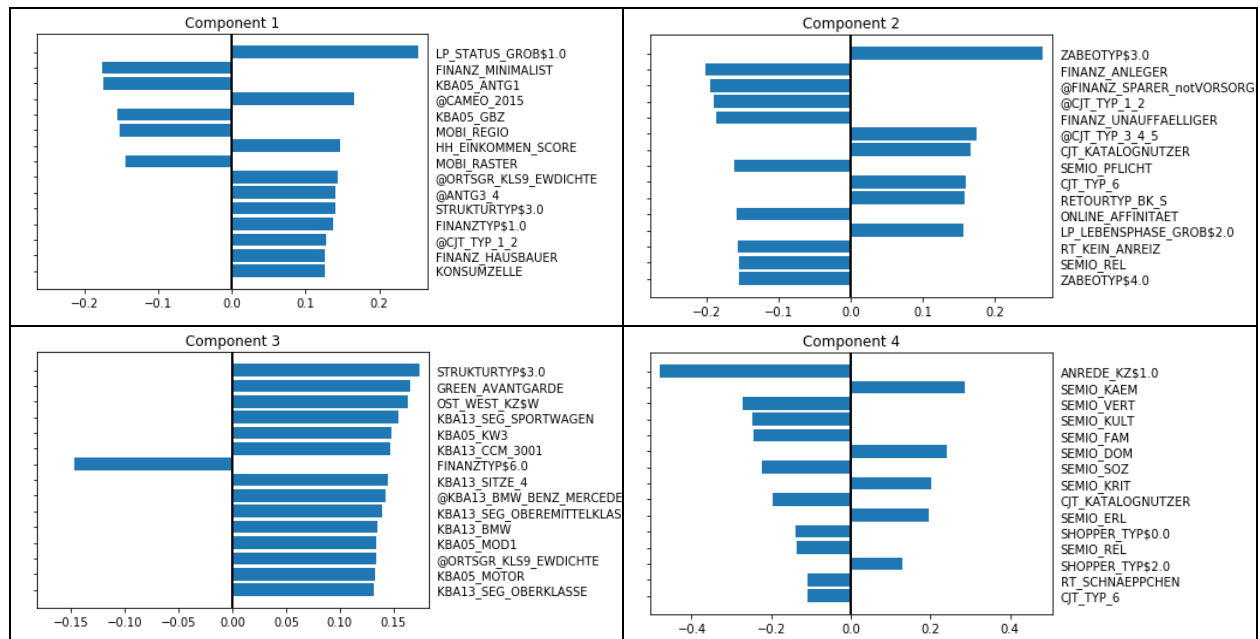 Component 1
LP_STATUS_GROB$1.0
FINANZ_MINIMALIST
KBA05_ANTG1
@CAMEO_2015
KBA05_GBZ
MOBI_REGIO
HH_EINKOMMEN_SCORE
MOBI_RASTER
@ORTSGR_KLS9_EWDICHTE
@ANTG3_4
STRUKTURTYP$3.0
FINANZTYP$1.0
@CJT_TYP_1_2
FINANZ_HAUSBAUER
KONSUMZELLE
−0.2 −0.1 0.0 0.1 0.2
Component 2
ZABEOTYP$3.0
FINANZ_ANLEGER
@FINANZ_SPARER_notVORSORG
@CJT_TYP_1_2
FINANZ_UNAUFFAELLIGER
@CJT_TYP_3_4_5
CJT_KATALOGNUTZER
SEMIO_PFLICHT
CJT_TYP_6
RETOURTYP_BK_S
ONLINE_AFFINITAET
LP_LEBENSPHASE_GROB$2.0
RT_KEIN_ANREIZ
SEMIO_REL
ZABEOTYP$4.0
−0.2 −0.1 0.0 0.1 0.2
Component 3
STRUKTURTYP$3.0
GREEN_AVANTGARDE
OST_WEST_KZ$W
KBA13_SEG_SPORTWAGEN
KBA05_KW3
KBA13_CCM_3001
FINANZTYP$6.0
KBA13_SITZE_4
@KBA13_BMW_BENZ_MERCEDE
KBA13_SEG_OBEREMITTELKLAS
KBA13_BMW
KBA05_MOD1
@ORTSGR_KLS9_EWDICHTE
KBA05_MOTOR
KBA13_SEG_OBERKLASSE
−0.15 −0.10 −0.05 0.00 0.05 0.10 0.15
Component 4
ANREDE_KZ$1.0
SEMIO_KAEM
SEMIO_VERT
SEMIO_KULT
SEMIO_FAM
SEMIO_DOM
SEMIO_SOZ
SEMIO_KRIT
CJT_KATALOGNUTZER
SEMIO_ERL
SHOPPER_TYP$0.0
SEMIO_REL
SHOPPER_TYP$2.0
RT_SCHNAEPPCHEN
CJT_TYP_6
−0.4 −0.2 0.0 0.2 0.4